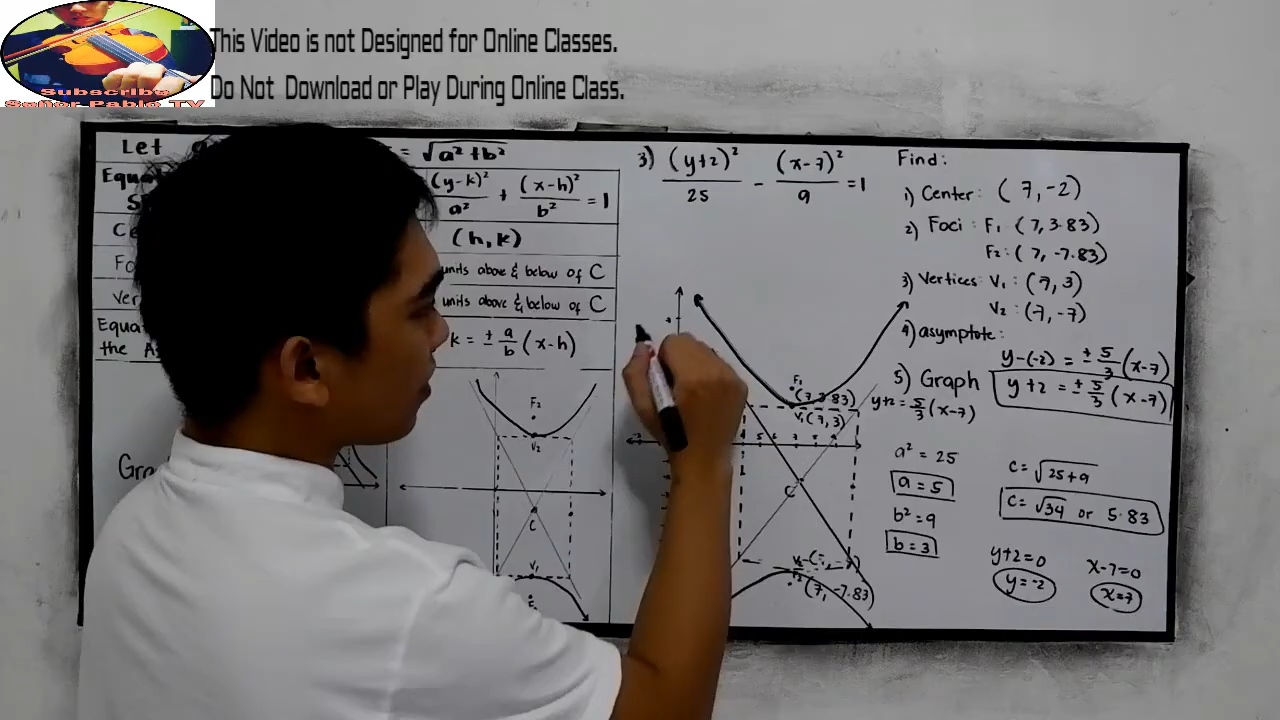 This Video is not Designed for Online Classes.
Do Not Download or Play During Online Class.
Subscribe
Señor Pablo TV
Let
= √a²+b²
(y-k)²/a² + (x-h)²/b² = 1
(h, k)
units above & below of C
units above & below of C
k = ± a/b (x-h)
F₂
V₂
C
V₁
3) (y+2)²/25 - (x-7)²/9 = 1
Find:
1) Center: (7, -2)
2) Foci: F₁ (7, 3.83)
F₂: (7, -7.83)
3) Vertices V₁: (7, 3)
V₂: (7, -7)
4) asymptote:
y-(-2) = ± 5/3 (x-7)
y+2 = ± 5/3 (x-7)
5) Graph
y+2 = 5/3 (x-7)
a² = 25
a = 5
b² = 9
b = 3
c = √25+9
c = √34 or 5.83
y+2=0
y=-2
x-7=0
x=7
F₁
(7, 3.83)
V₁ (7, 3)
C
(7, -7.83)